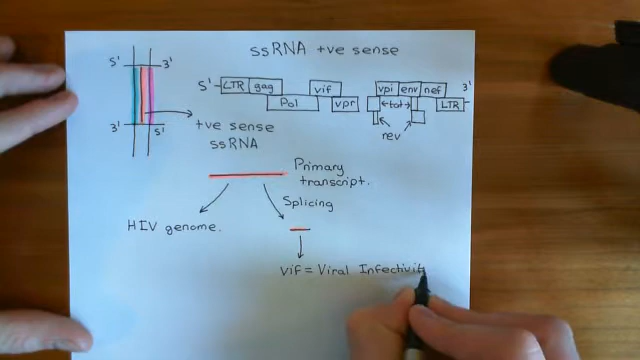 ssRNA +ve sense
5' 3'
3' 5'
+ve sense
ssRNA
5' LTR gag vif vpi env nef 3'
Pol vpr tat LTR
rev
Primary
transcript.
Splicing
HIV genome.
vif = Viral Infectivit